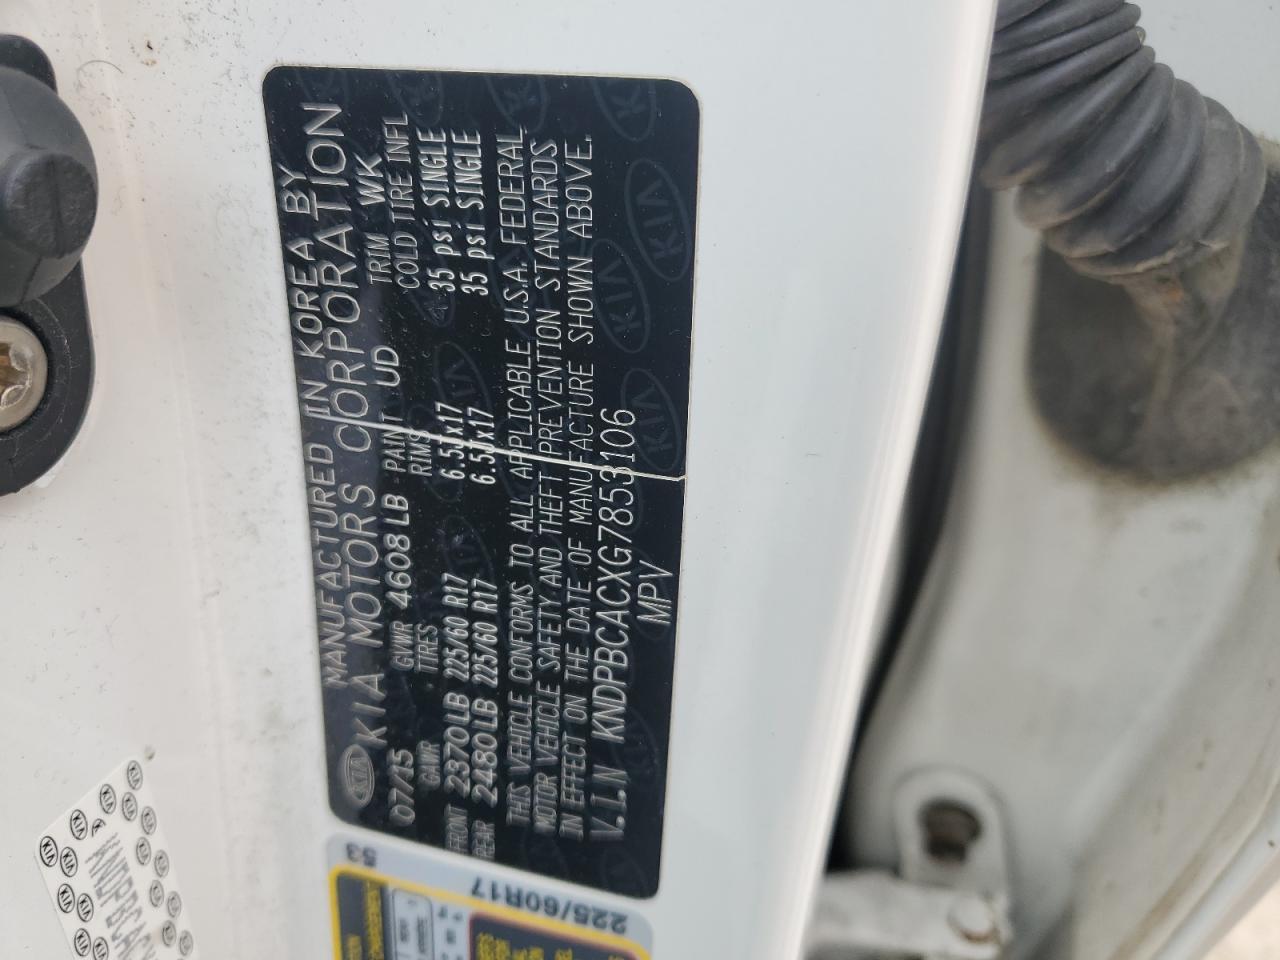 MANUFACTURED IN KOREA BY
KIA KIA MOTORS CORPORATION
07/15 GVWR 4608LB PAINT UD TRIM WK
GAWR TIRES RIMS COLD TIRE INFL
FRONT 2370LB 225/60 R17 6.5Jx17 35 psi SINGLE
REAR 2480LB 225/60 R17 6.5Jx17 35 psi SINGLE
THIS VEHICLE CONFORMS TO ALL APPLICABLE U.S.A. FEDERAL
MOTOR VEHICLE SAFETY AND THEFT PREVENTION STANDARDS
IN EFFECT ON THE DATE OF MANUFACTURE SHOWN ABOVE.
V.I.N KNDPBCACXG7853106
MPV
53
225/60R17